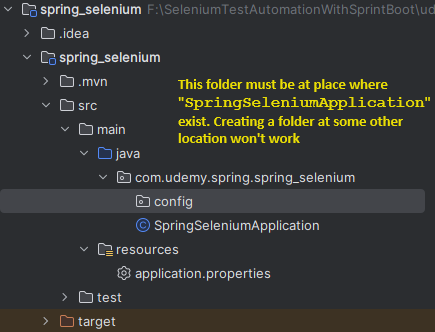 spring_selenium F:\SeleniumTestAutomationWithSprintBoot\ud
.idea
spring_selenium
.mvn
This folder must be at place where
"SpringSeleniumApplication"
exist. Creating a folder at some other
location won't work
src
main
java
com.udemy.spring.spring_selenium
config
SpringSeleniumApplication
resources
application.properties
test
target